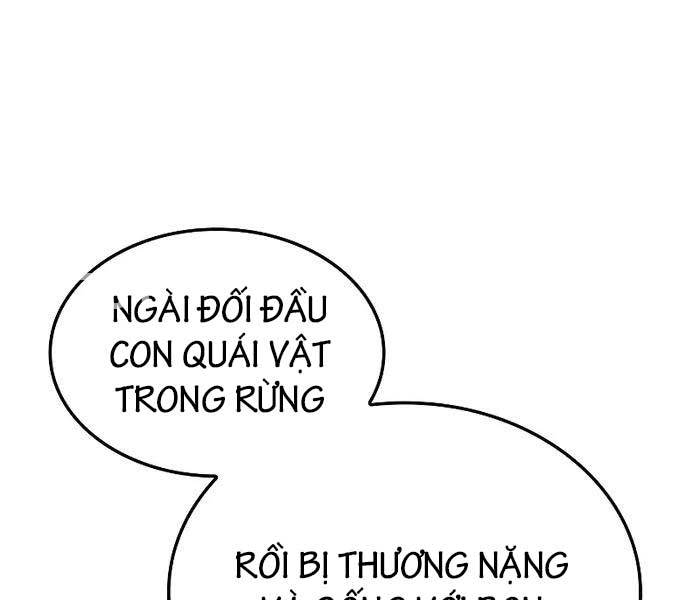 NGÀI ĐỐI ĐẦU
CON QUÁI VẬT
TRONG RỪNG
RỒI BỊ THƯƠNG NẶNG